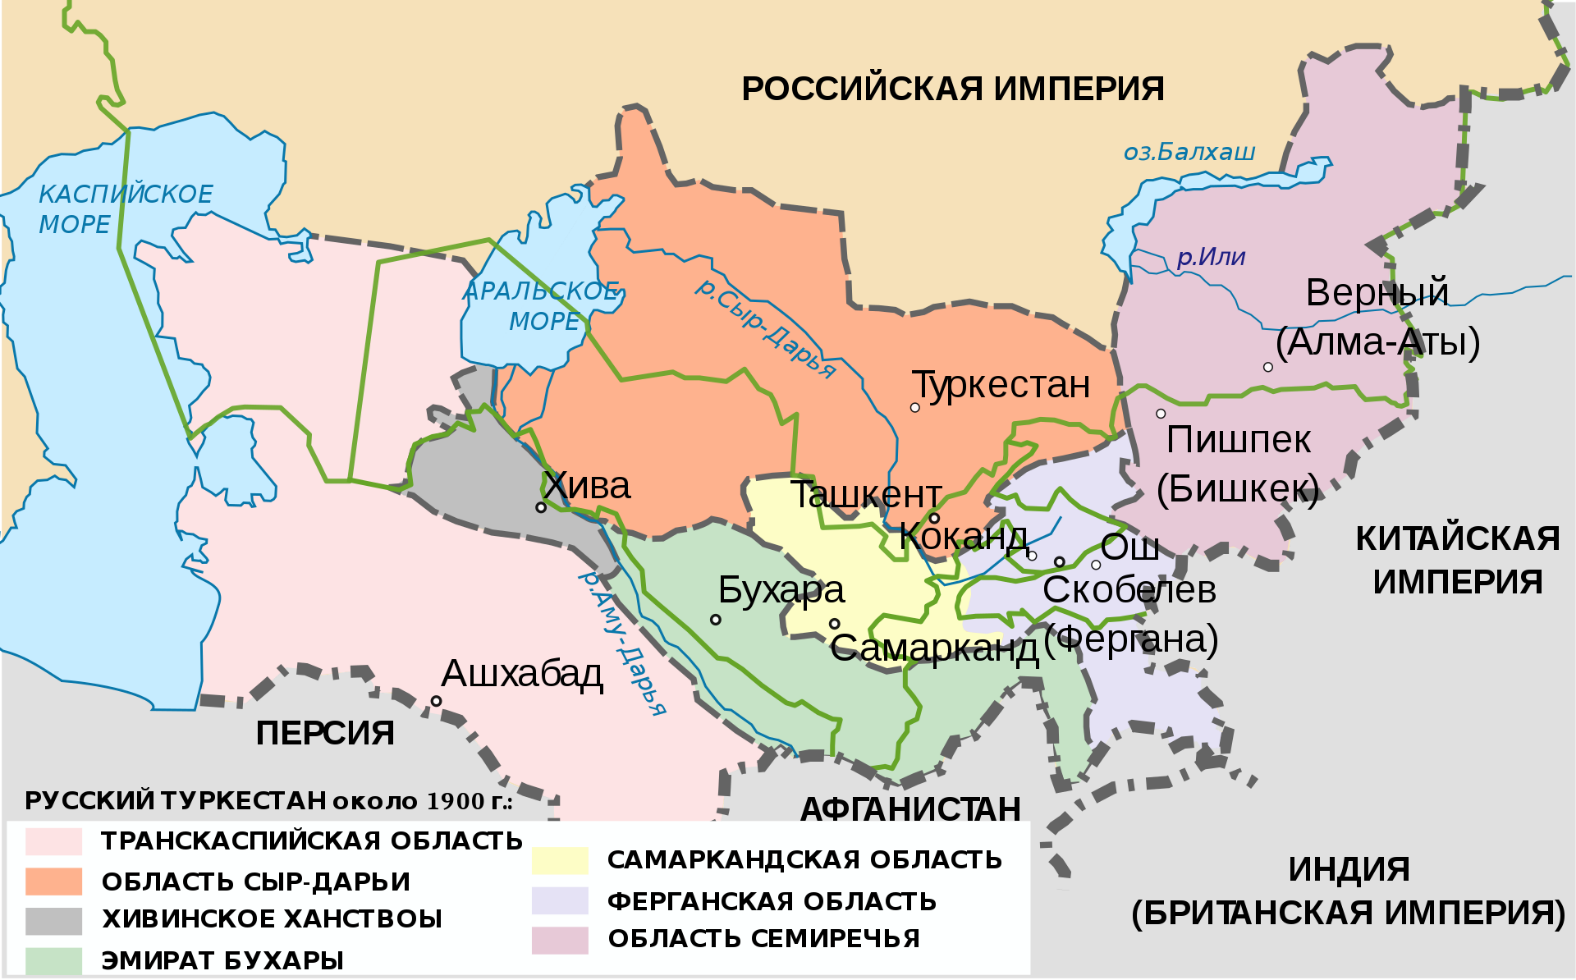 РОССИЙСКАЯ ИМПЕРИЯ
оз.Балхаш
КАСПИЙСКОЕ
МОРЕ
р.Или
АРАЛЬСКОЕ
МОРЕ
р.Сыр-Дарья
Верный
(Алма-Аты)
Туркестан
Пишпек
(Бишкек)
Хива
Ташкент
Коканд
Ош
КИТАЙСКАЯ
ИМПЕРИЯ
Бухара
Скобелев
(Фергана)
Самарканд
р.Аму-Дарья
Ашхабад
ПЕРСИЯ
АФГАНИСТАН
ИНДИЯ
(БРИТАНСКАЯ ИМПЕРИЯ)
РУССКИЙ ТУРКЕСТАН около 1900 г.:
ТРАНСКАСПИЙСКАЯ ОБЛАСТЬ
ОБЛАСТЬ СЫР-ДАРЬИ
ХИВИНСКОЕ ХАНСТВОЫ
ЭМИРАТ БУХАРЫ
САМАРКАНДСКАЯ ОБЛАСТЬ
ФЕРГАНСКАЯ ОБЛАСТЬ
ОБЛАСТЬ СЕМИРЕЧЬЯ